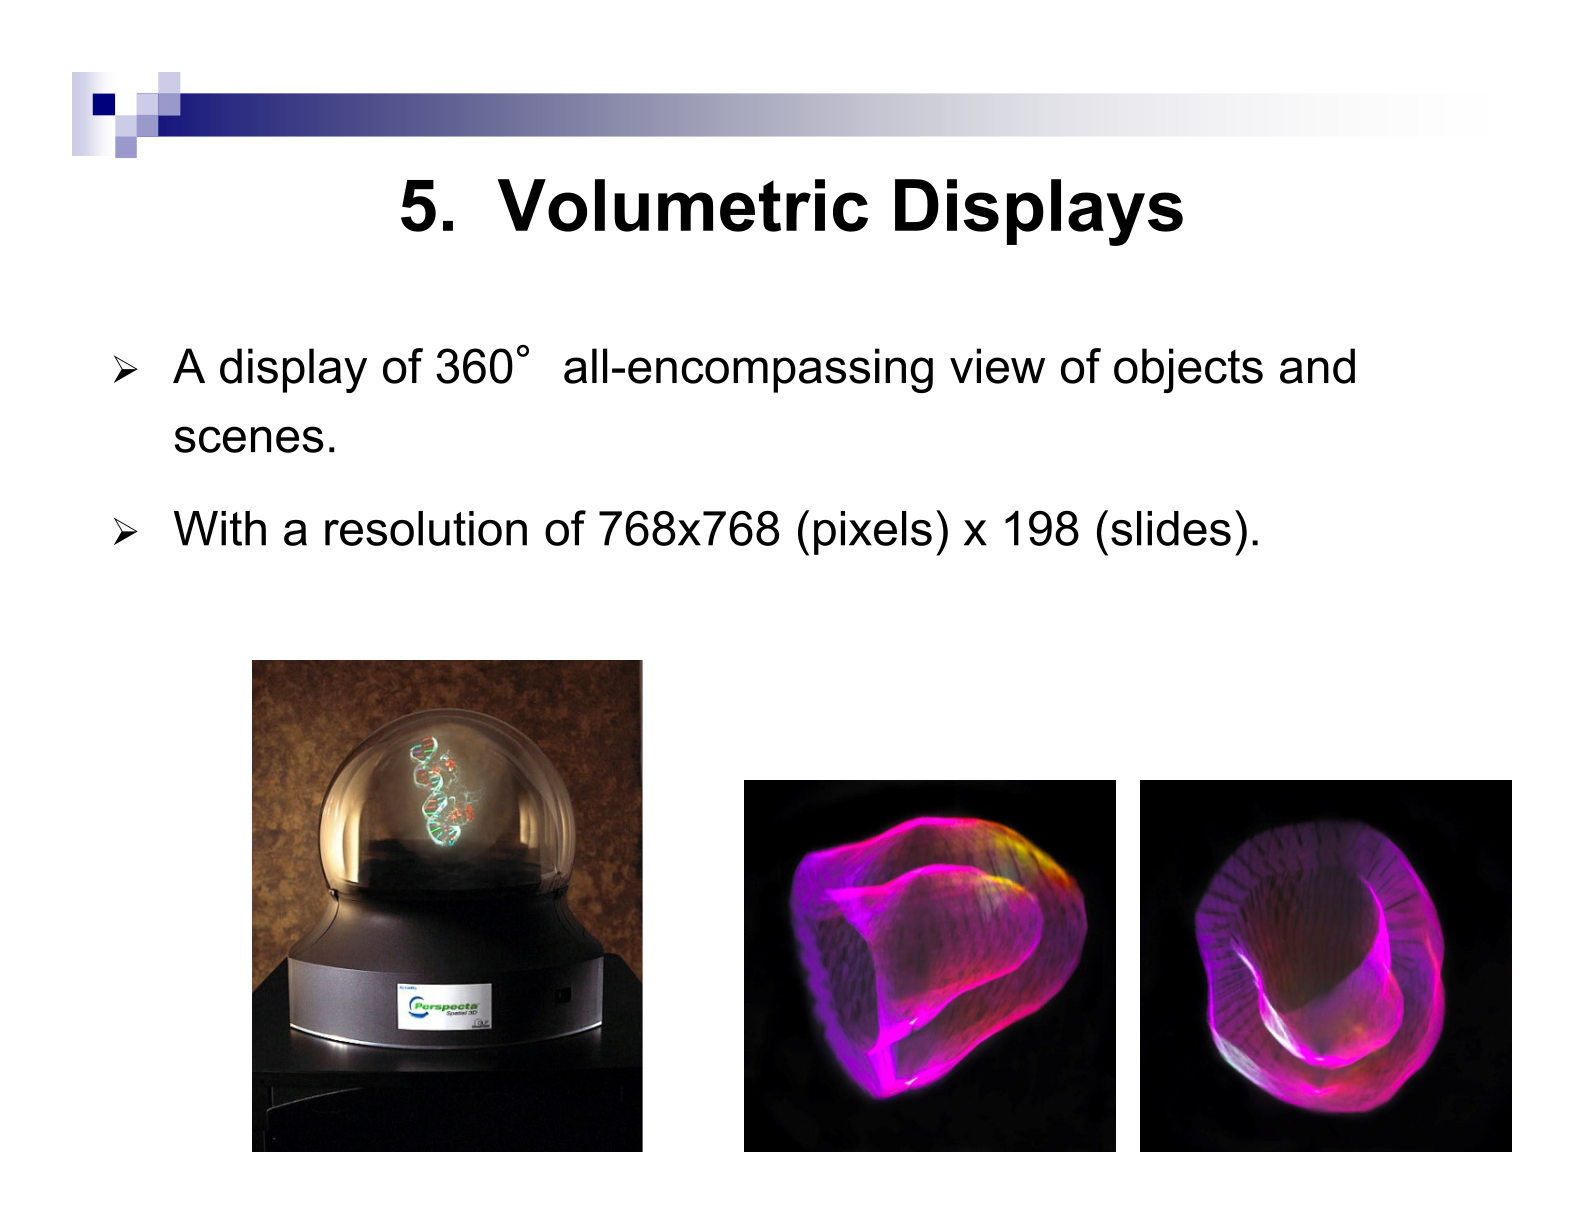 5. Volumetric Displays
➢ A display of 360° all-encompassing view of objects and
scenes.
➢ With a resolution of 768x768 (pixels) x 198 (slides).
Perspecta
Spatial 3D